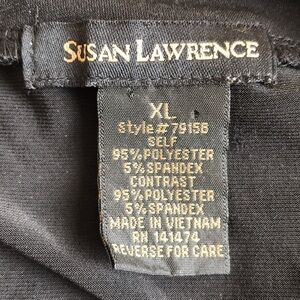 SUSAN LAWRENCE
XL
Style# 79156
SELF
95% POLYESTER
5% SPANDEX
CONTRAST
95% POLYESTER
5% SPANDEX
MADE IN VIETNAM
RN 141474
REVERSE FOR CARE